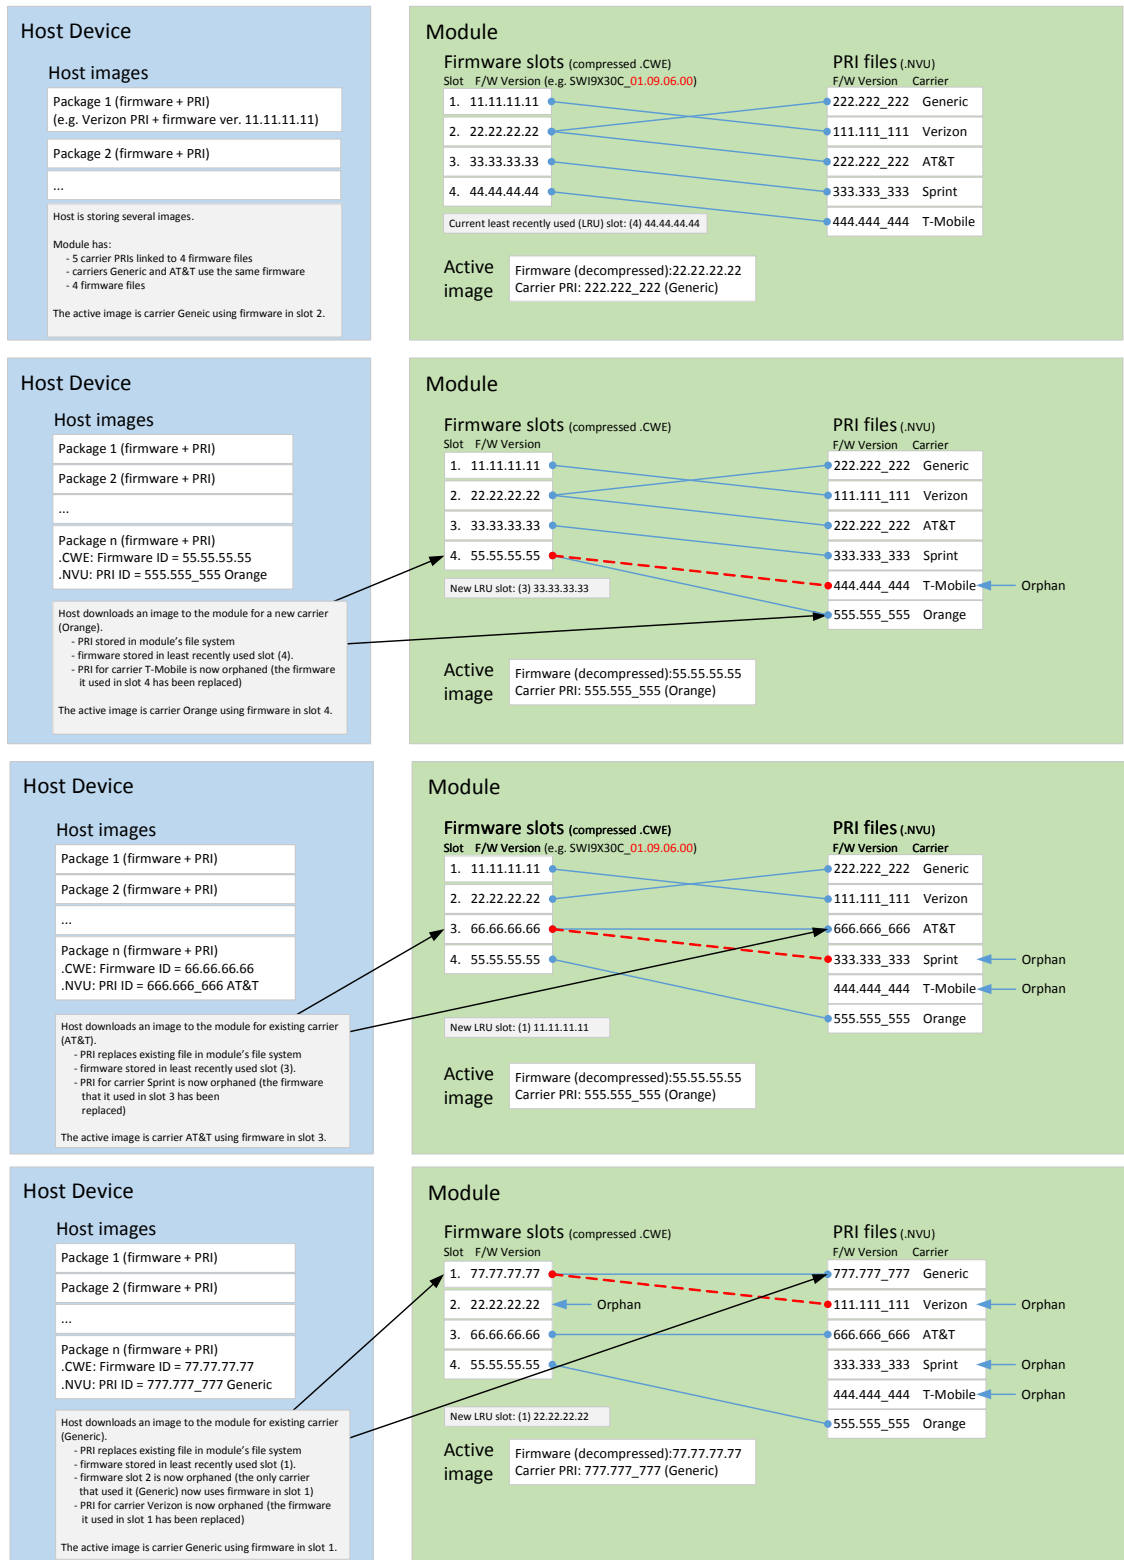 Host Device
Host images
Package 1 (firmware + PRI)
(e.g. Verizon PRI + firmware ver. 11.11.11.11)
Package 2 (firmware + PRI)
...
Host is storing several images.
Module has:
- 5 carrier PRIs linked to 4 firmware files
- carriers Generic and AT&T use the same firmware
- 4 firmware files
The active image is carrier Geneic using firmware in slot 2.
Module
Firmware slots (compressed .CWE)
Slot F/W Version (e.g. SWI9X30C_01.09.06.00)
1. 11.11.11.11
2. 22.22.22.22
3. 33.33.33.33
4. 44.44.44.44
Current least recently used (LRU) slot: (4) 44.44.44.44
PRI files (.NVU)
F/W Version Carrier
222.222_222 Generic
111.111_111 Verizon
222.222_222 AT&T
333.333_333 Sprint
444.444_444 T-Mobile
Active image
Firmware (decompressed):22.22.22.22
Carrier PRI: 222.222_222 (Generic)
Host Device
Host images
Package 1 (firmware + PRI)
Package 2 (firmware + PRI)
...
Package n (firmware + PRI)
.CWE: Firmware ID = 55.55.55.55
.NVU: PRI ID = 555.555_555 Orange
Host downloads an image to the module for a new carrier
(Orange).
- PRI stored in module's file system
- firmware stored in least recently used slot (4).
- PRI for carrier T-Mobile is now orphaned (the firmware
it used in slot 4 has been replaced)
The active image is carrier Orange using firmware in slot 4.
Module
Firmware slots (compressed .CWE)
Slot F/W Version
1. 11.11.11.11
2. 22.22.22.22
3. 33.33.33.33
4. 55.55.55.55
New LRU slot: (3) 33.33.33.33
PRI files (.NVU)
F/W Version Carrier
222.222_222 Generic
111.111_111 Verizon
222.222_222 AT&T
333.333_333 Sprint
444.444_444 T-Mobile Orphan
555.555_555 Orange
Active image
Firmware (decompressed):55.55.55.55
Carrier PRI: 555.555_555 (Orange)
Host Device
Host images
Package 1 (firmware + PRI)
Package 2 (firmware + PRI)
...
Package n (firmware + PRI)
.CWE: Firmware ID = 66.66.66.66
.NVU: PRI ID = 666.666_666 AT&T
Host downloads an image to the module for existing carrier
(AT&T).
- PRI replaces existing file in module's file system
- firmware stored in least recently used slot (3).
- PRI for carrier Sprint is now orphaned (the firmware
that it used in slot 3 has been
replaced)
The active image is carrier AT&T using firmware in slot 3.
Module
Firmware slots (compressed .CWE)
Slot F/W Version (e.g. SWI9X30C_01.09.06.00)
1. 11.11.11.11
2. 22.22.22.22
3. 66.66.66.66
4. 55.55.55.55
New LRU slot: (1) 11.11.11.11
PRI files (.NVU)
F/W Version Carrier
222.222_222 Generic
111.111_111 Verizon
666.666_666 AT&T
333.333_333 Sprint Orphan
444.444_444 T-Mobile Orphan
555.555_555 Orange
Active image
Firmware (decompressed):55.55.55.55
Carrier PRI: 555.555_555 (Orange)
Host Device
Host images
Package 1 (firmware + PRI)
Package 2 (firmware + PRI)
...
Package n (firmware + PRI)
.CWE: Firmware ID = 77.77.77.77
.NVU: PRI ID = 777.777_777 Generic
Host downloads an image to the module for existing carrier
(Generic).
- PRI replaces existing file in module's file system
- firmware stored in least recently used slot (1).
- firmware slot 2 is now orphaned (the only carrier
that used it (Generic) now uses firmware in slot 1)
- PRI for carrier Verizon is now orphaned (the firmware
it used in slot 1 has been replaced)
The active image is carrier Generic using firmware in slot 1.
Module
Firmware slots (compressed .CWE)
Slot F/W Version
1. 77.77.77.77
2. 22.22.22.22 Orphan
3. 66.66.66.66
4. 55.55.55.55
New LRU slot: (1) 22.22.22.22
PRI files (.NVU)
F/W Version Carrier
777.777_777 Generic
111.111_111 Verizon Orphan
666.666_666 AT&T
333.333_333 Sprint Orphan
444.444_444 T-Mobile Orphan
555.555_555 Orange
Active image
Firmware (decompressed):77.77.77.77
Carrier PRI: 777.777_777 (Generic)